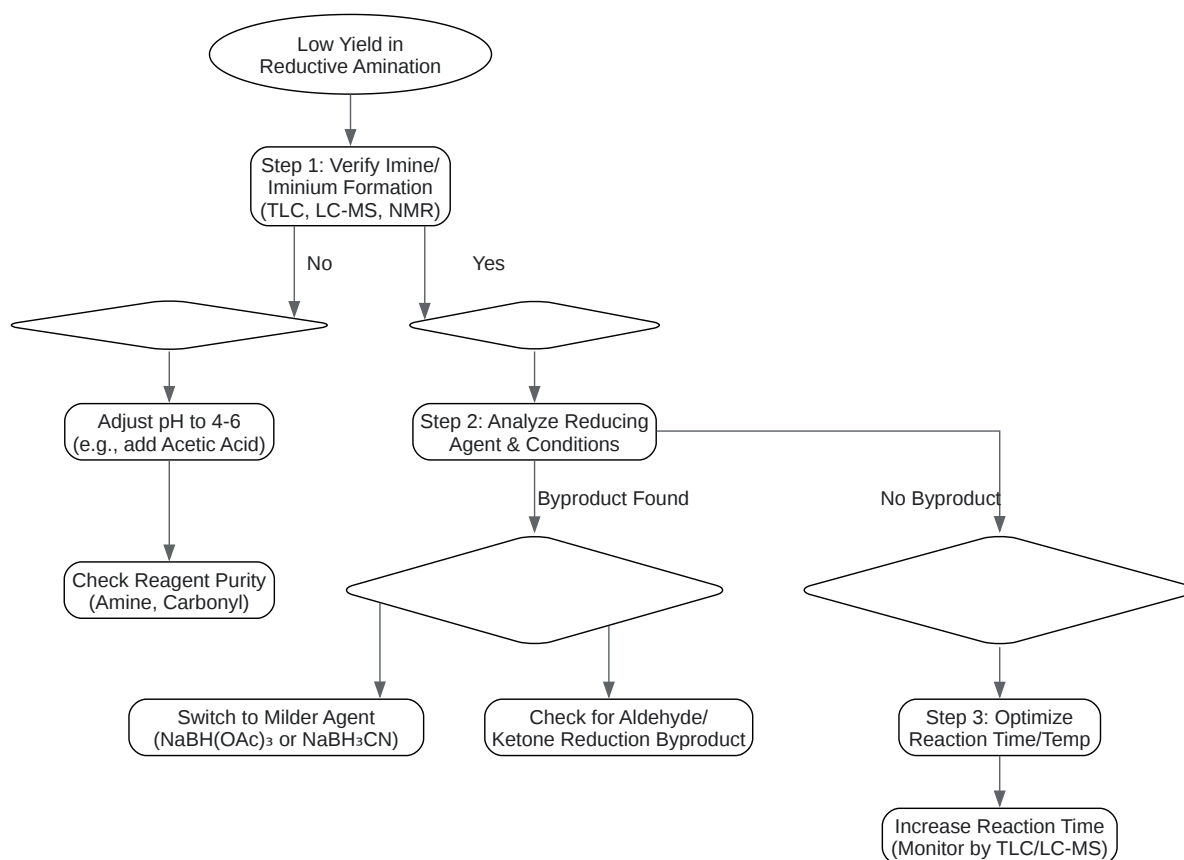 Low Yield in
Reductive Amination
Step 1: Verify Imine/
Iminium Formation
(TLC, LC-MS, NMR)
No
Yes
Adjust pH to 4-6
(e.g., add Acetic Acid)
Step 2: Analyze Reducing
Agent & Conditions
Byproduct Found
No Byproduct
Check Reagent Purity
(Amine, Carbonyl)
Switch to Milder Agent
(NaBH(OAc)₃ or NaBH₃CN)
Check for Aldehyde/
Ketone Reduction Byproduct
Step 3: Optimize
Reaction Time/Temp
Increase Reaction Time
(Monitor by TLC/LC-MS)